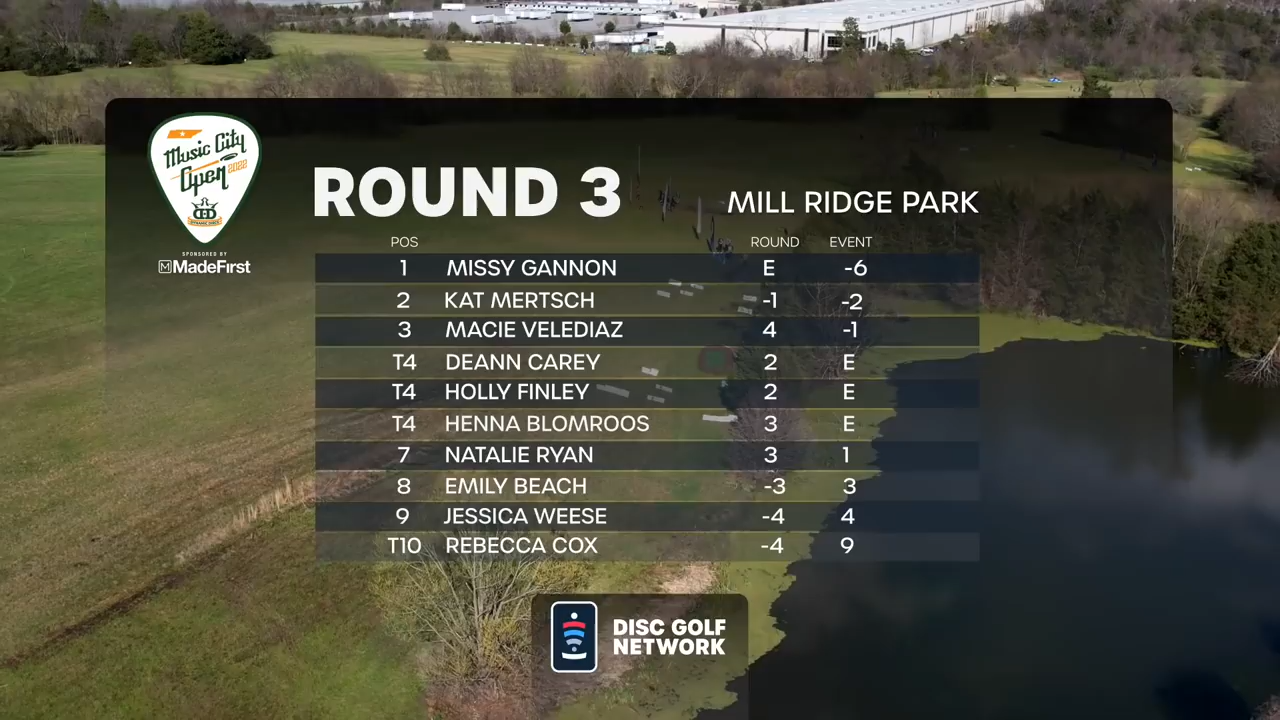 Music City
Open 2022
DYNAMIC DISCS
SPONSORED BY
MadeFirst
ROUND 3
MILL RIDGE PARK
POS ROUND EVENT
1 MISSY GANNON E -6
2 KAT MERTSCH -1 -2
3 MACIE VELEDIAZ 4 -1
T4 DEANN CAREY 2 E
T4 HOLLY FINLEY 2 E
T4 HENNA BLOMROOS 3 E
7 NATALIE RYAN 3 1
8 EMILY BEACH -3 3
9 JESSICA WEESE -4 4
T10 REBECCA COX -4 9
DISC GOLF
NETWORK